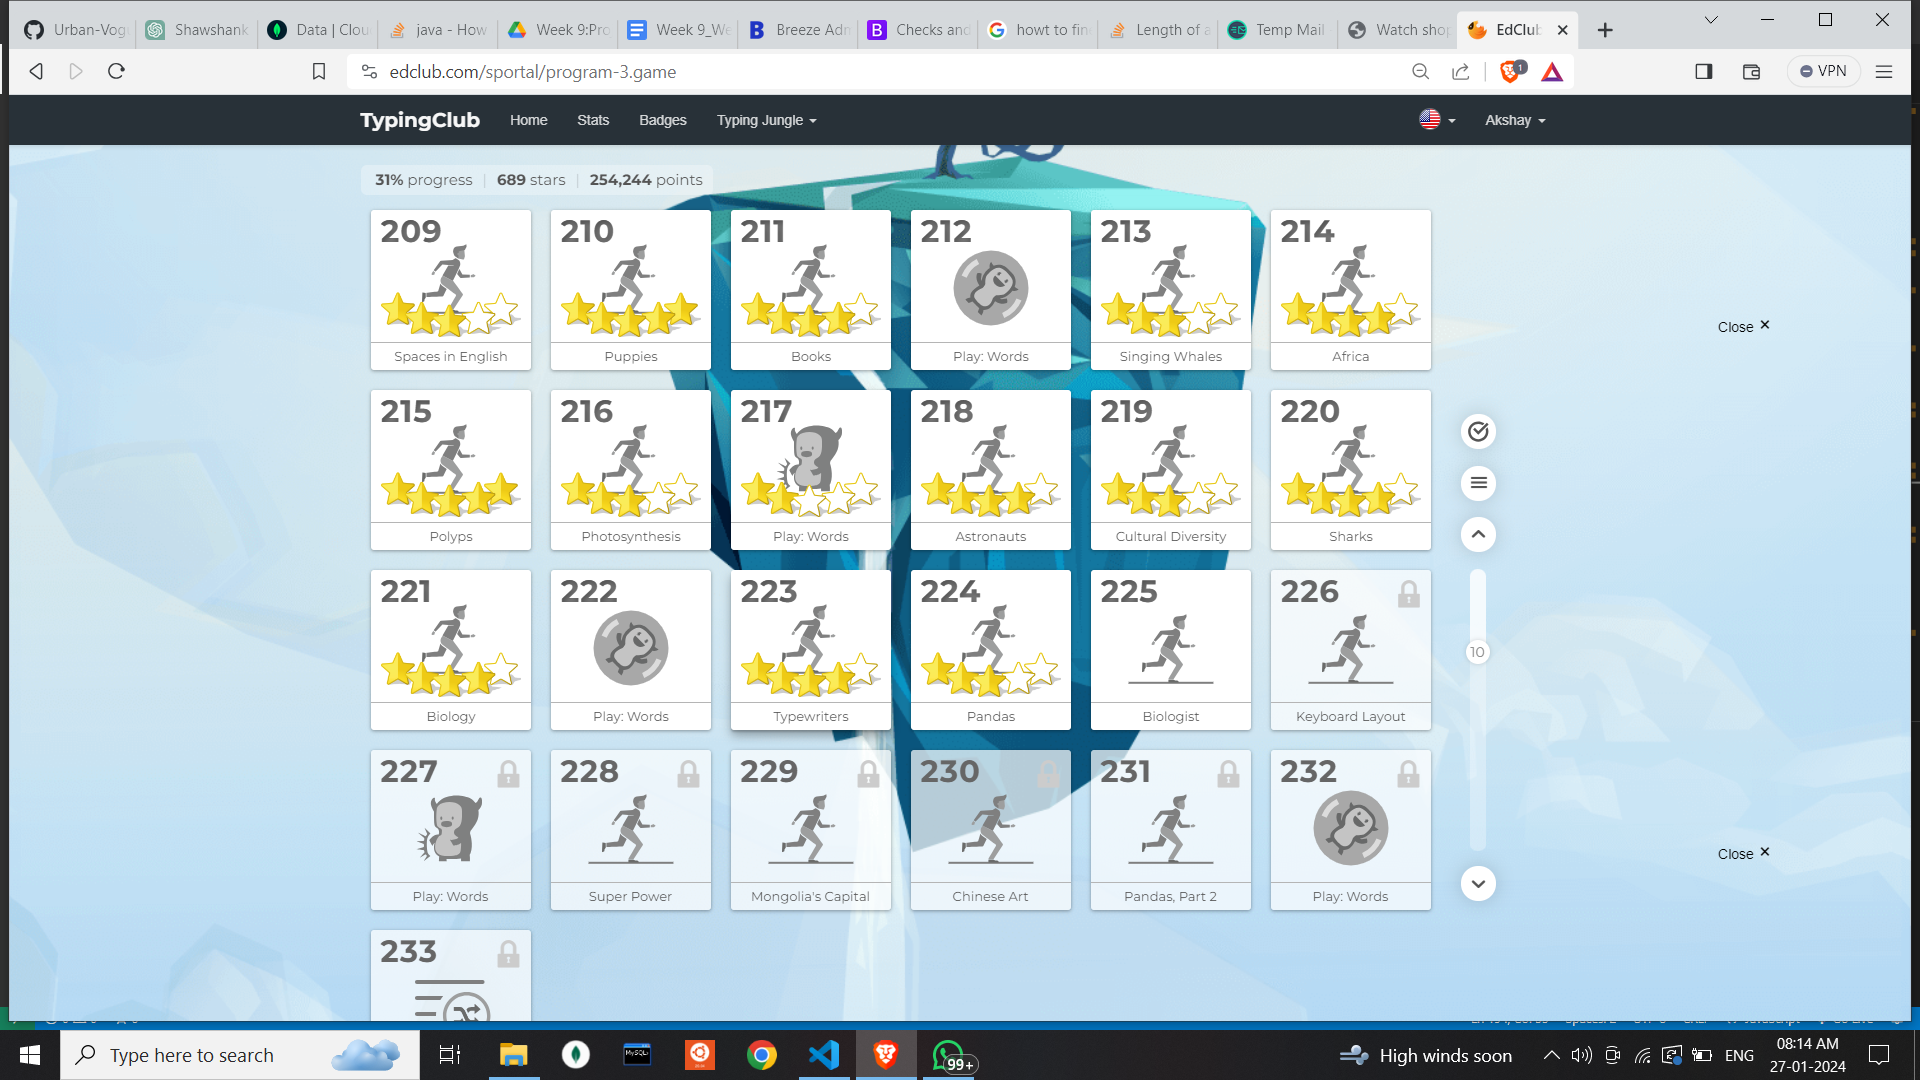 Urban-Vog
Shawshank
Data | Clou
java - How
Week 9:Pro
Week 9_We
Breeze Adm
Checks and
howt to fin
Length of a
Temp Mail
Watch shop
EdClub
edclub.com/sportal/program-3.game
1
VPN
TypingClub
Home
Stats
Badges
Typing Jungle
Akshay
31% progress
689 stars
254,244 points
209
210
211
212
213
214
Spaces in English
Puppies
Books
Play: Words
Singing Whales
Africa
Close
215
216
217
218
219
220
Polyps
Photosynthesis
Play: Words
Astronauts
Cultural Diversity
Sharks
221
222
223
224
225
226
10
Biology
Play: Words
Typewriters
Pandas
Biologist
Keyboard Layout
227
228
229
230
231
232
Close
Play: Words
Super Power
Mongolia's Capital
Chinese Art
Pandas, Part 2
Play: Words
233
Type here to search
MySQL
99+
High winds soon
ENG
08:14 AM
27-01-2024